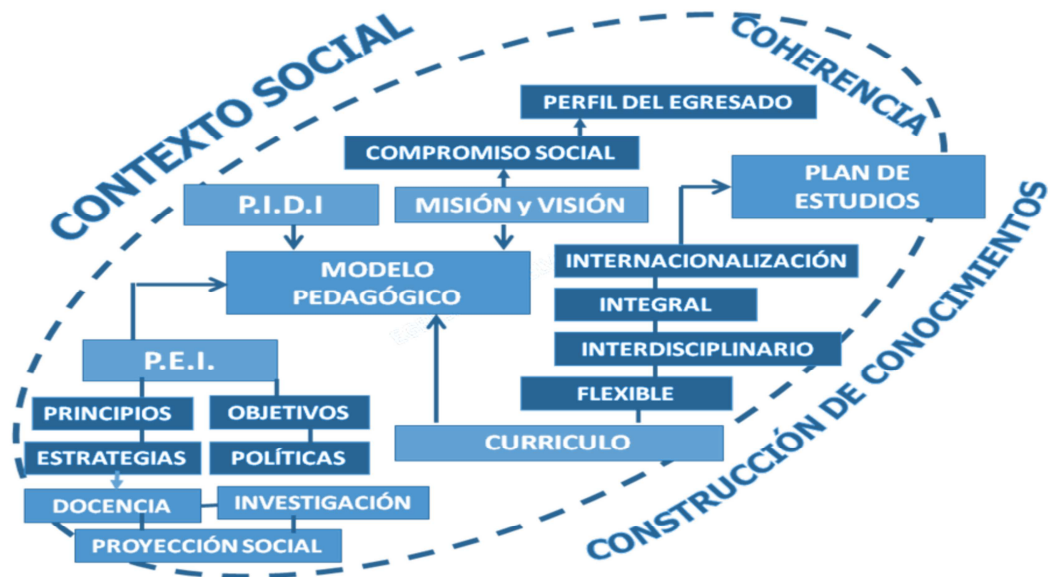 CONTEXTO SOCIAL
COHERENCIA
PERFIL DEL EGRESADO
COMPROMISO SOCIAL
PLAN DE
ESTUDIOS
P.I.D.I
MISIÓN y VISIÓN
MODELO
PEDAGÓGICO
INTERNACIONALIZACIÓN
INTEGRAL
INTERDISCIPLINARIO
FLEXIBLE
CURRICULO
P.E.I.
PRINCIPIOS
OBJETIVOS
ESTRATEGIAS
POLÍTICAS
DOCENCIA
INVESTIGACIÓN
PROYECCIÓN SOCIAL
CONSTRUCCIÓN DE CONOCIMIENTOS